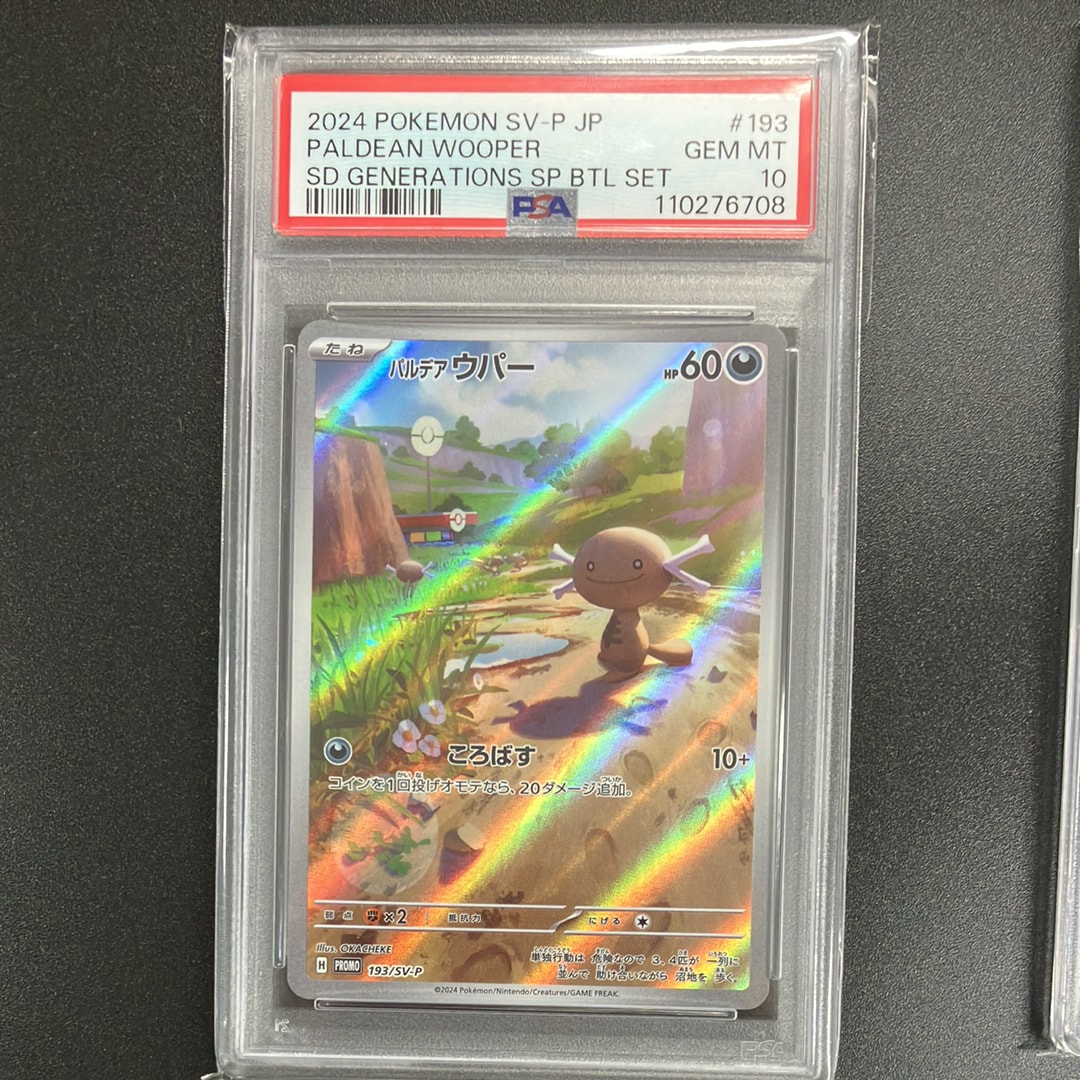 2024 POKEMON SV-P JP #193
PALDEAN WOOPER GEM MT
SD GENERATIONS SP BTL SET 10
PSA 110276708
たね パルデアウパー HP60
ころばす 10+
コインを1回投げオモテなら、20ダメージ追加。
弱点 ×2 抵抗力 にげる
Illus. OKACHEKE
H PROMO 193/SV-P
単独行動は 危険なので 3、4匹が 一列に
並んで 助け合いながら 沼地を 歩く。
©2024 Pokémon/Nintendo/Creatures/GAME FREAK.
PSA